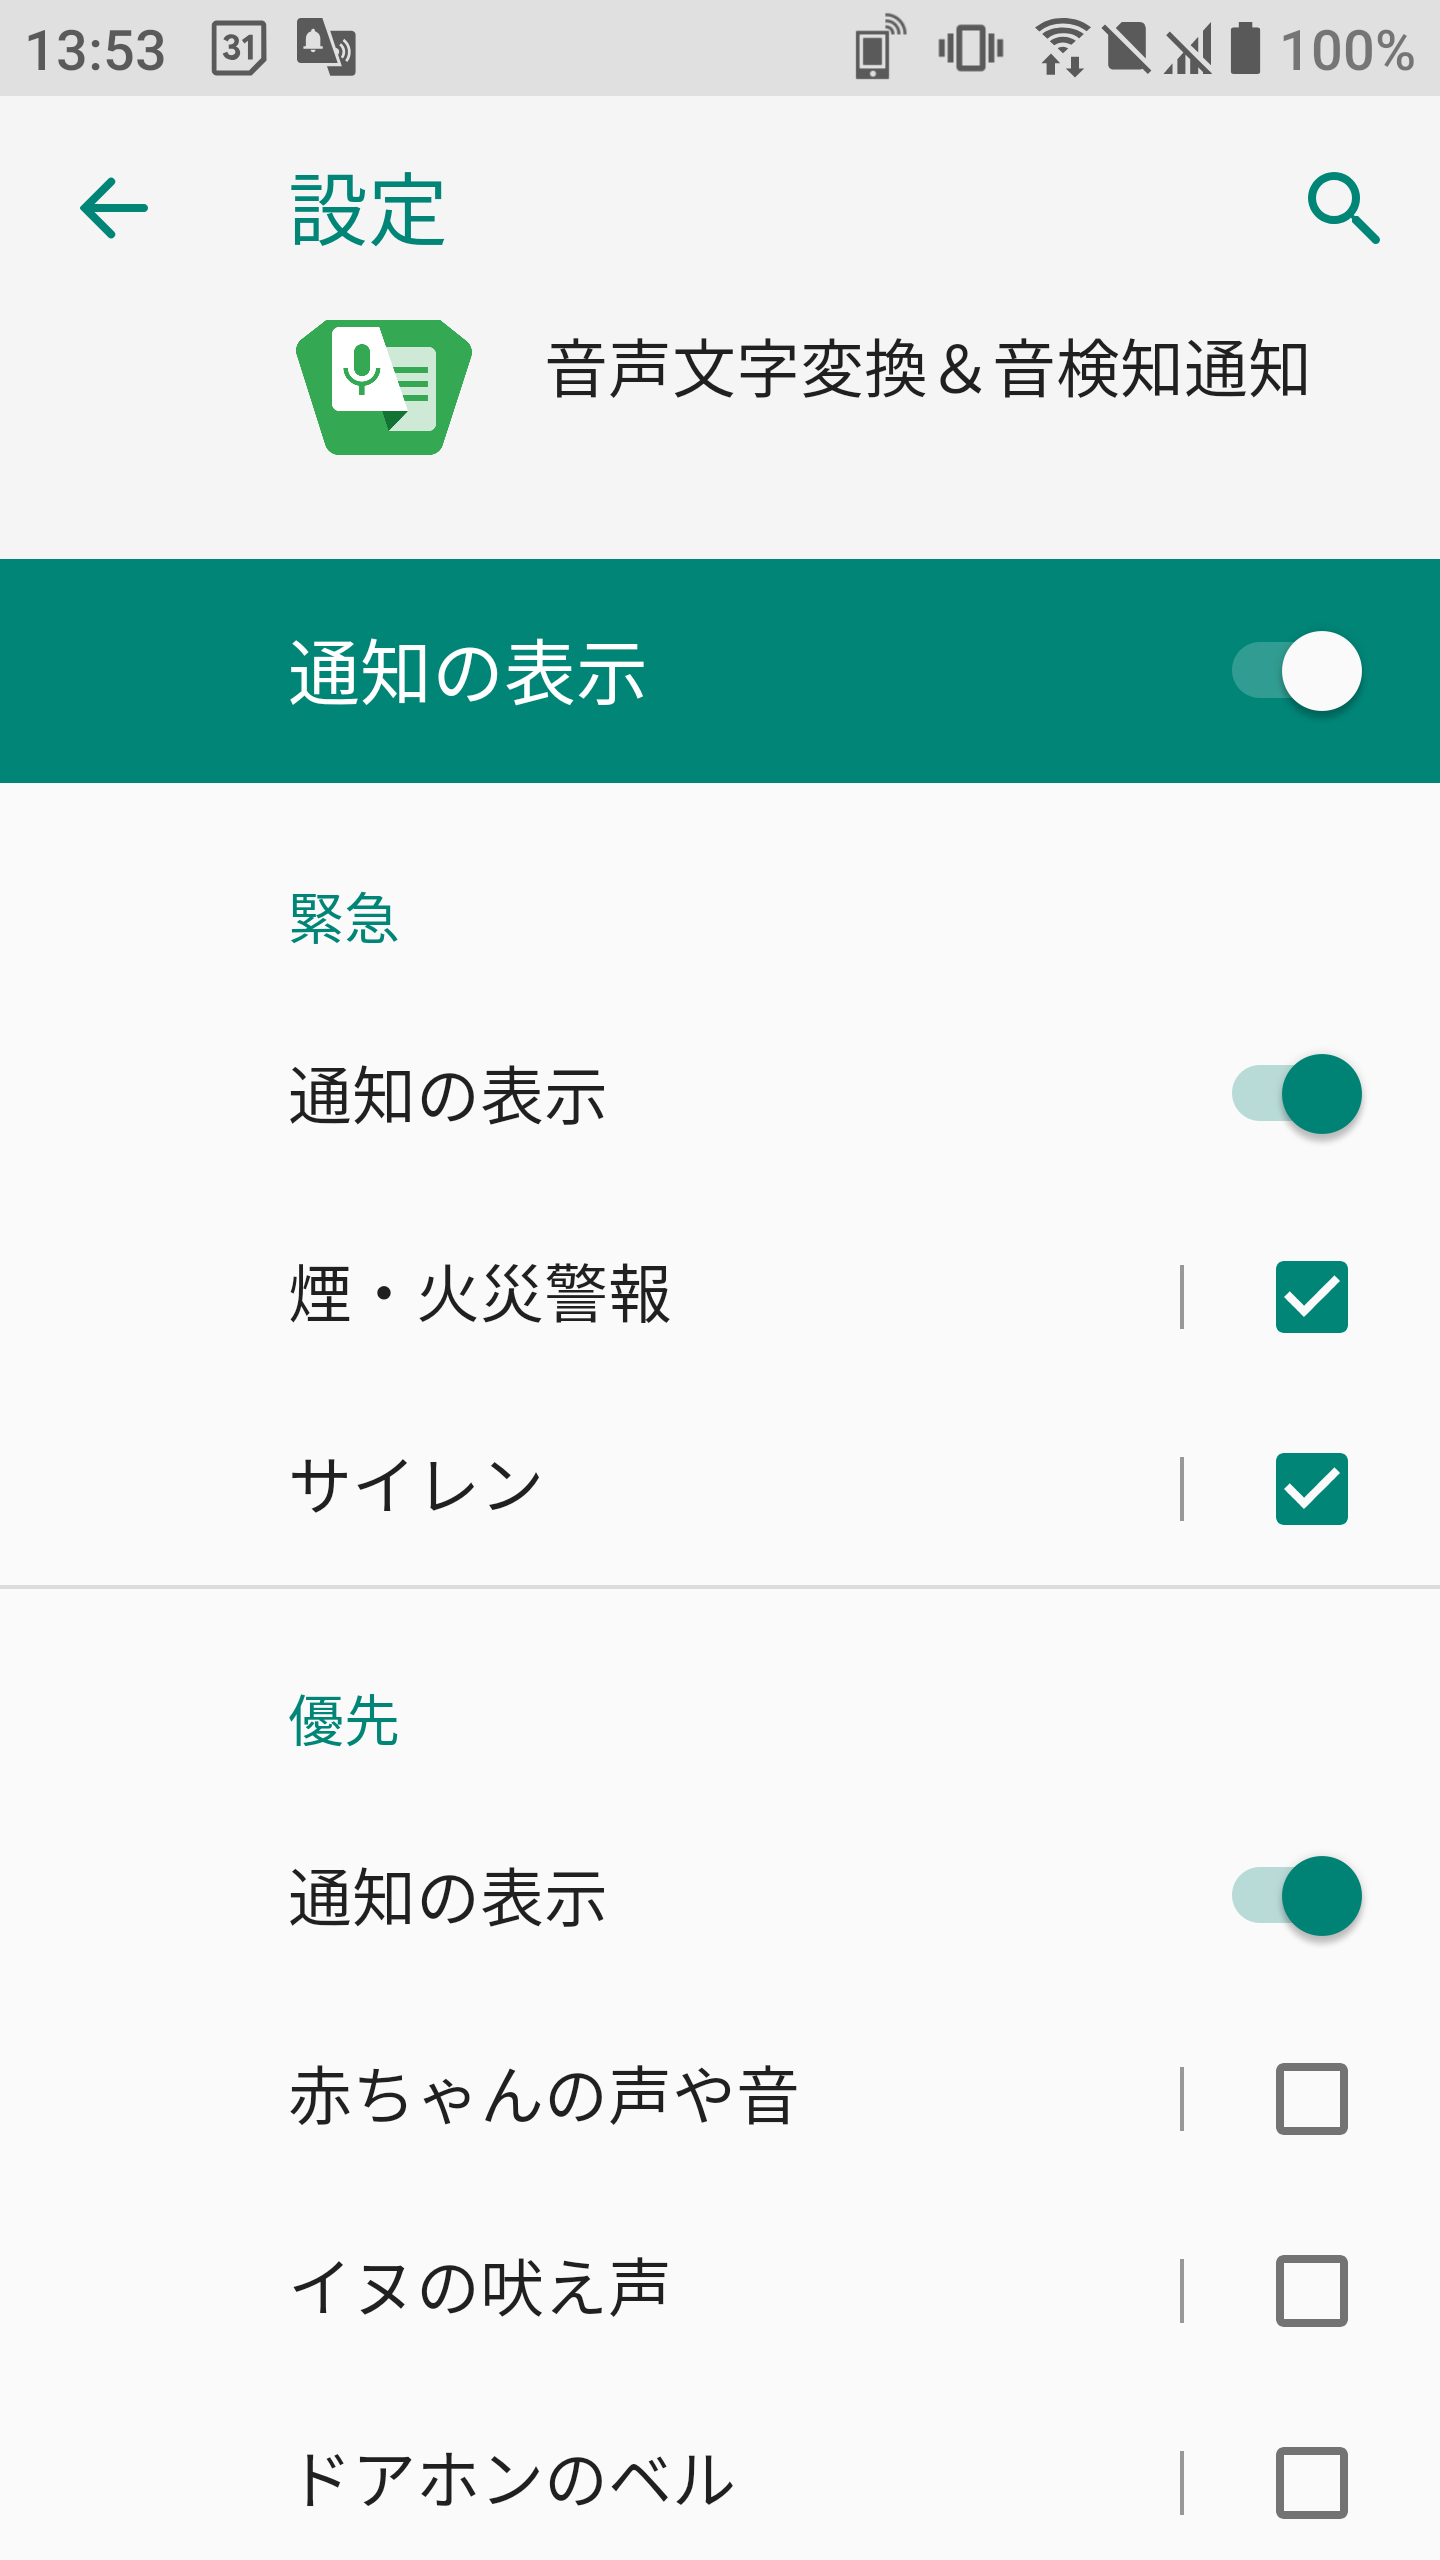 13:53 31 100%
設定
音声文字変換＆音検知通知
通知の表示
緊急
通知の表示
煙・火災警報
サイレン
優先
通知の表示
赤ちゃんの声や音
イヌの吠え声
ドアホンのベル